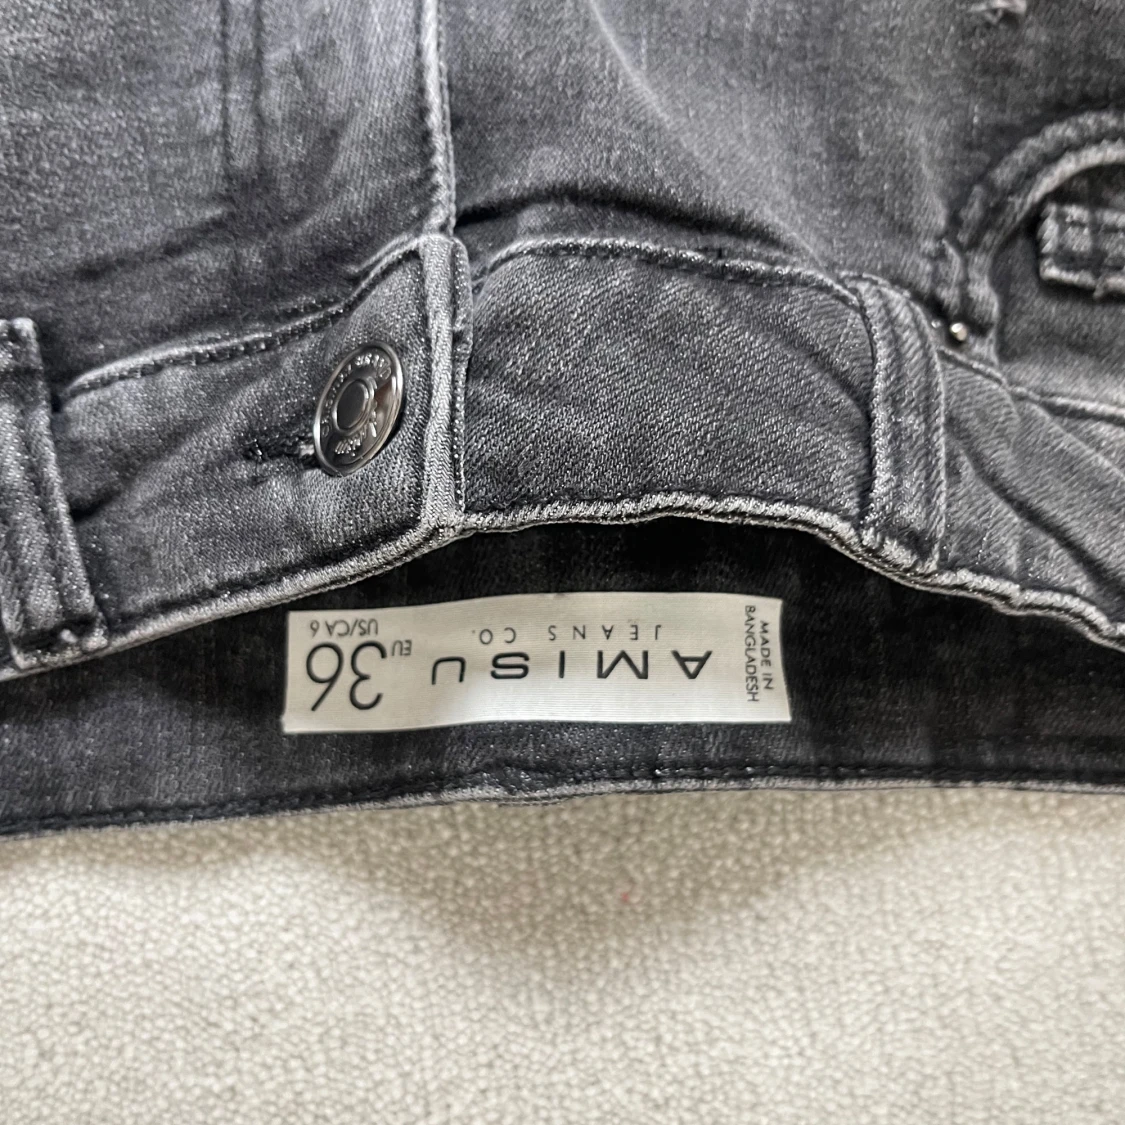 MADE IN
BANGLADESH
AMISU
JEANS CO.
EU 36
US/CA 6